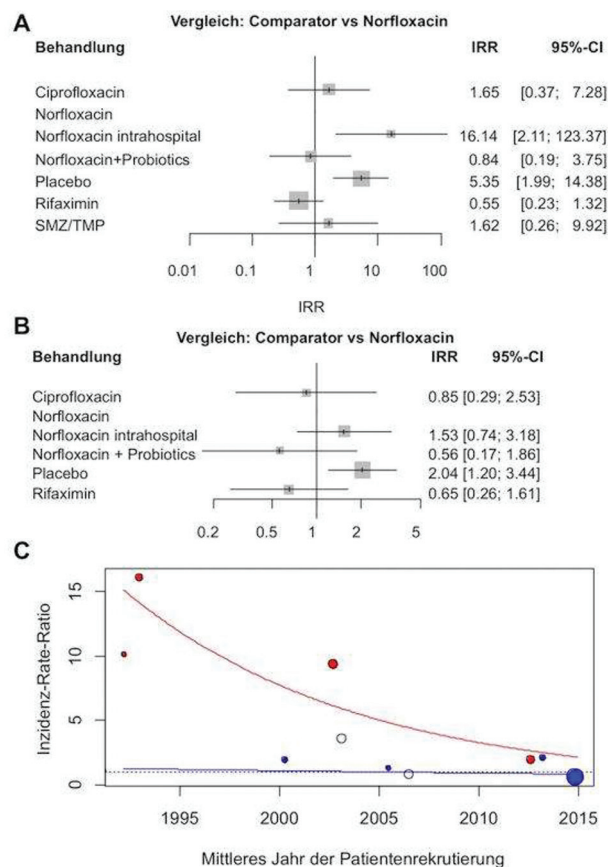 A
Vergleich: Comparator vs Norfloxacin
Behandlung IRR 95%-CI
Ciprofloxacin 1.65 [0.37; 7.28]
Norfloxacin
Norfloxacin intrahospital 16.14 [2.11; 123.37]
Norfloxacin+Probiotics 0.84 [0.19; 3.75]
Placebo 5.35 [1.99; 14.38]
Rifaximin 0.55 [0.23; 1.32]
SMZ/TMP 1.62 [0.26; 9.92]
0.01 0.1 1 10 100
IRR
B
Vergleich: Comparator vs Norfloxacin
Behandlung IRR 95%-CI
Ciprofloxacin 0.85 [0.29; 2.53]
Norfloxacin
Norfloxacin intrahospital 1.53 [0.74; 3.18]
Norfloxacin + Probiotics 0.56 [0.17; 1.86]
Placebo 2.04 [1.20; 3.44]
Rifaximin 0.65 [0.26; 1.61]
0.2 0.5 1 2 5
C
Inzidenz-Rate-Ratio
15
10
5
0
1995 2000 2005 2010 2015
Mittleres Jahr der Patientenrekrutierung